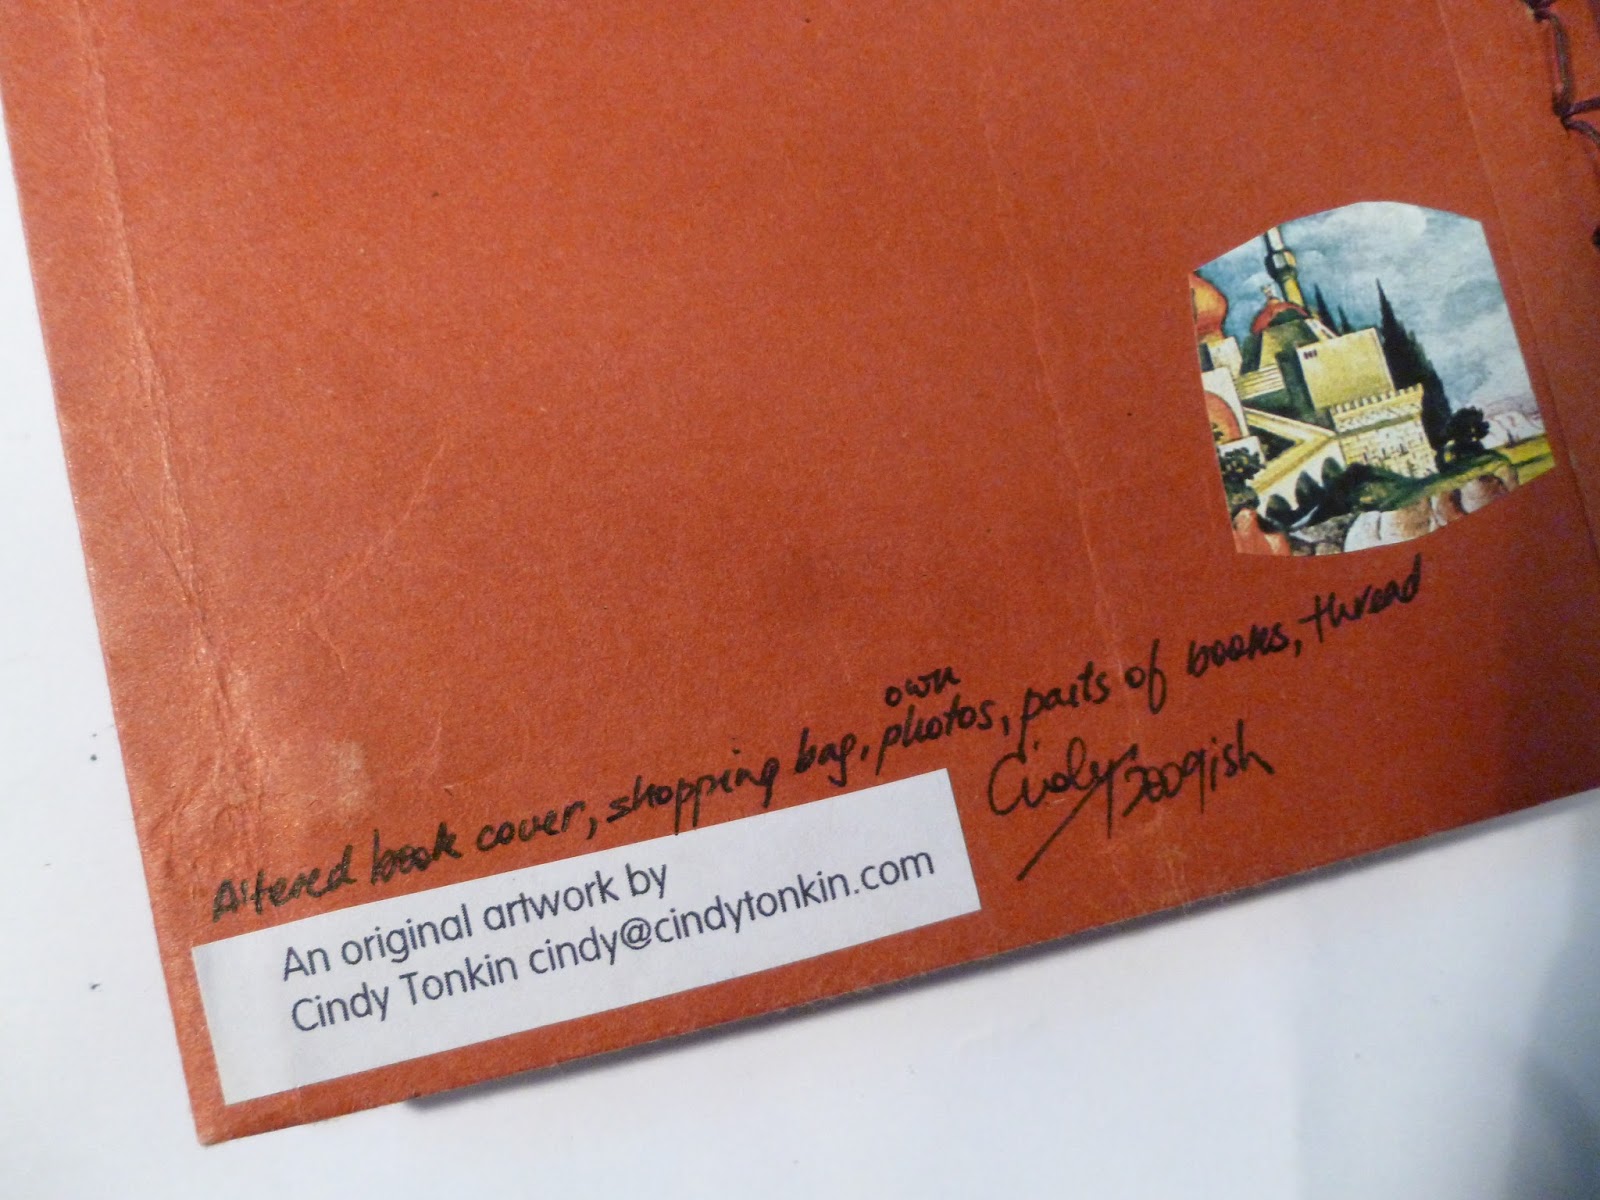 own
Altered book cover, shopping bag, photos, parts of books, thread
Cindy
An original artwork by
Cindy Tonkin cindy@cindytonkin.com